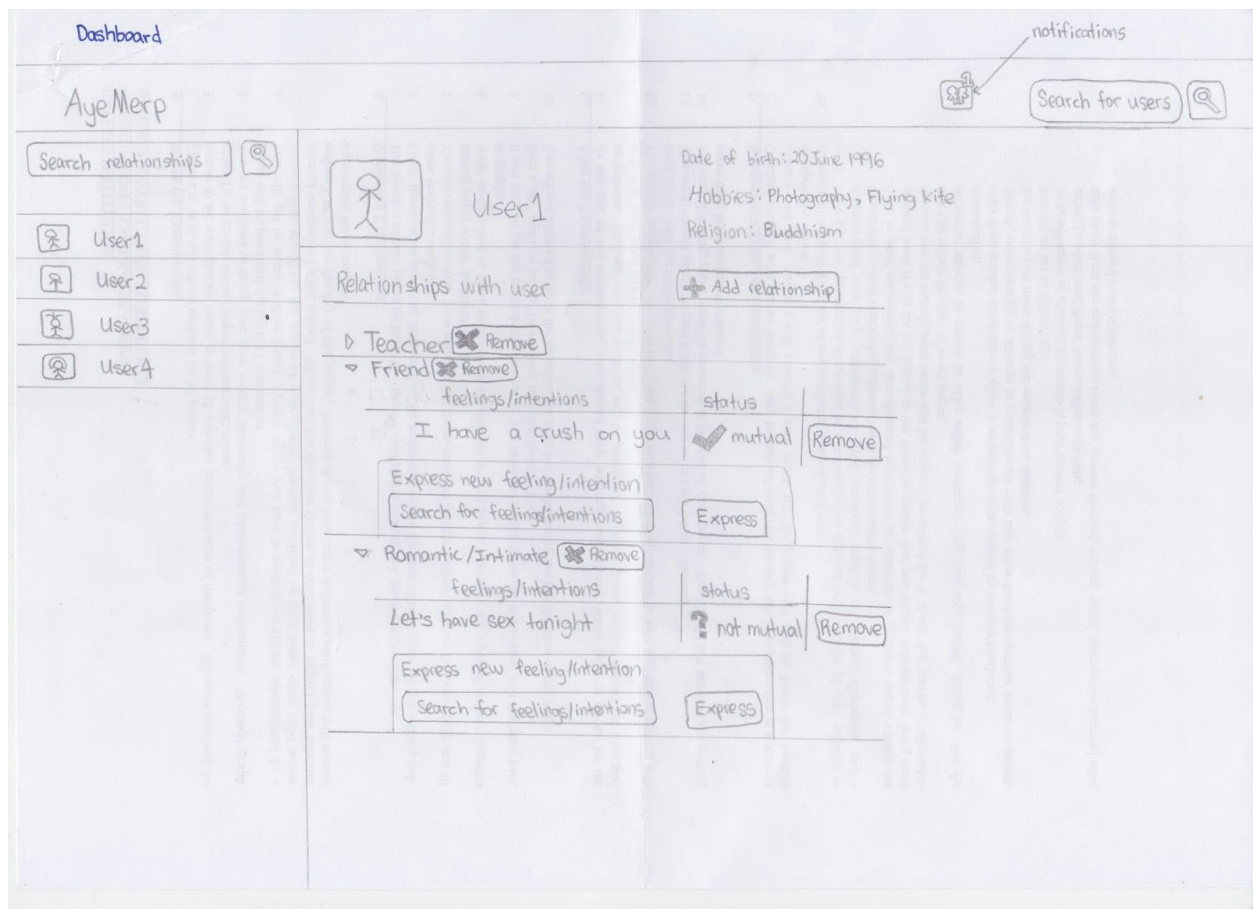 Dashboard
notifications
1
AyeMerp
Search for users
Search relationships
User1
User2
User3
User4
User1
Date of birth: 20 June 1996
Hobbies: Photography, Flying kite
Religion: Buddhism
Relationships with user
Add relationship
Teacher Remove
Friend Remove
feelings/intentions status
I have a crush on you mutual Remove
Express new feeling/intention
Search for feelings/intentions Express
Romantic/Intimate Remove
feelings/intentions status
Let's have sex tonight ? not mutual Remove
Express new feeling/intention
Search for feelings/intentions Express